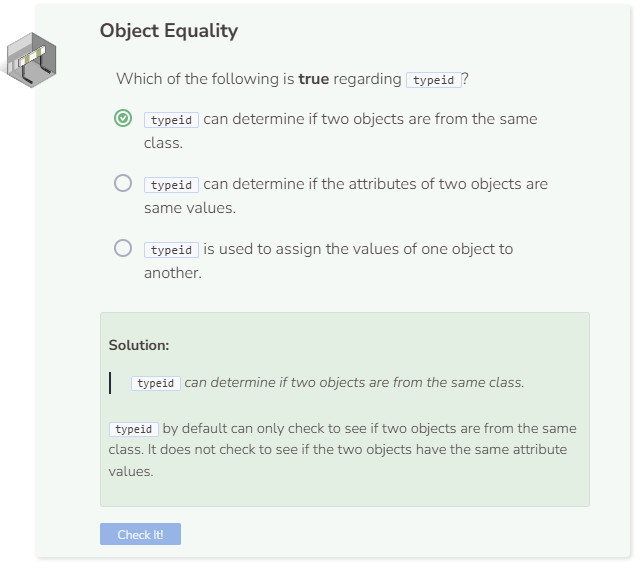 Object Equality
Which of the following is true regarding typeid?
typeid can determine if two objects are from the same
class.
typeid can determine if the attributes of two objects are
same values.
typeid is used to assign the values of one object to
another.
Solution:
typeid can determine if two objects are from the same class.
typeid by default can only check to see if two objects are from the same
class. It does not check to see if the two objects have the same attribute
values.
Check It!